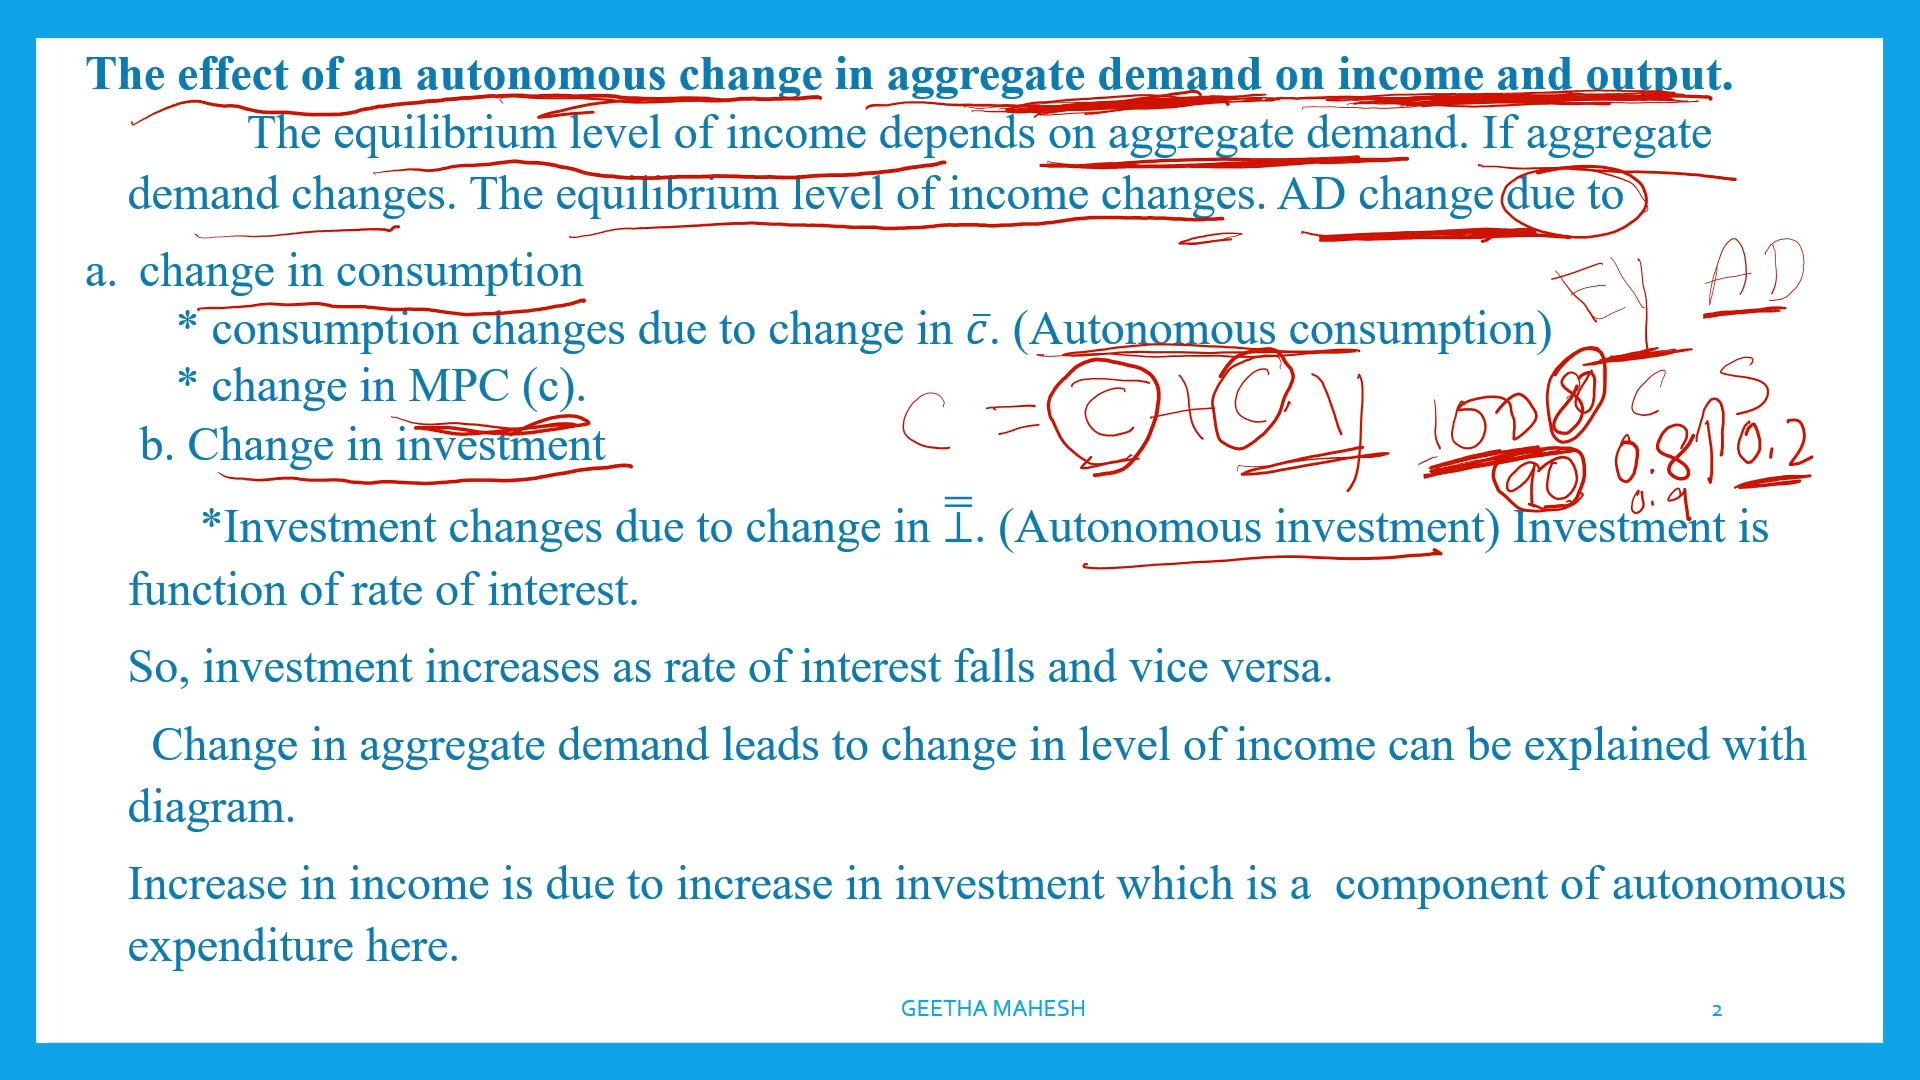 The effect of an autonomous change in aggregate demand on income and output.
The equilibrium level of income depends on aggregate demand. If aggregate
demand changes. The equilibrium level of income changes. AD change due to
a. change in consumption
EY AD
* consumption changes due to change in c̄. (Autonomous consumption)
* change in MPC (c).
C = C̄ + C. Y 100 80 C S
b. Change in investment
90 0.8 0.2
0.9
*Investment changes due to change in I̿. (Autonomous investment) Investment is
function of rate of interest.
So, investment increases as rate of interest falls and vice versa.
Change in aggregate demand leads to change in level of income can be explained with
diagram.
Increase in income is due to increase in investment which is a component of autonomous
expenditure here.
GEETHA MAHESH 2